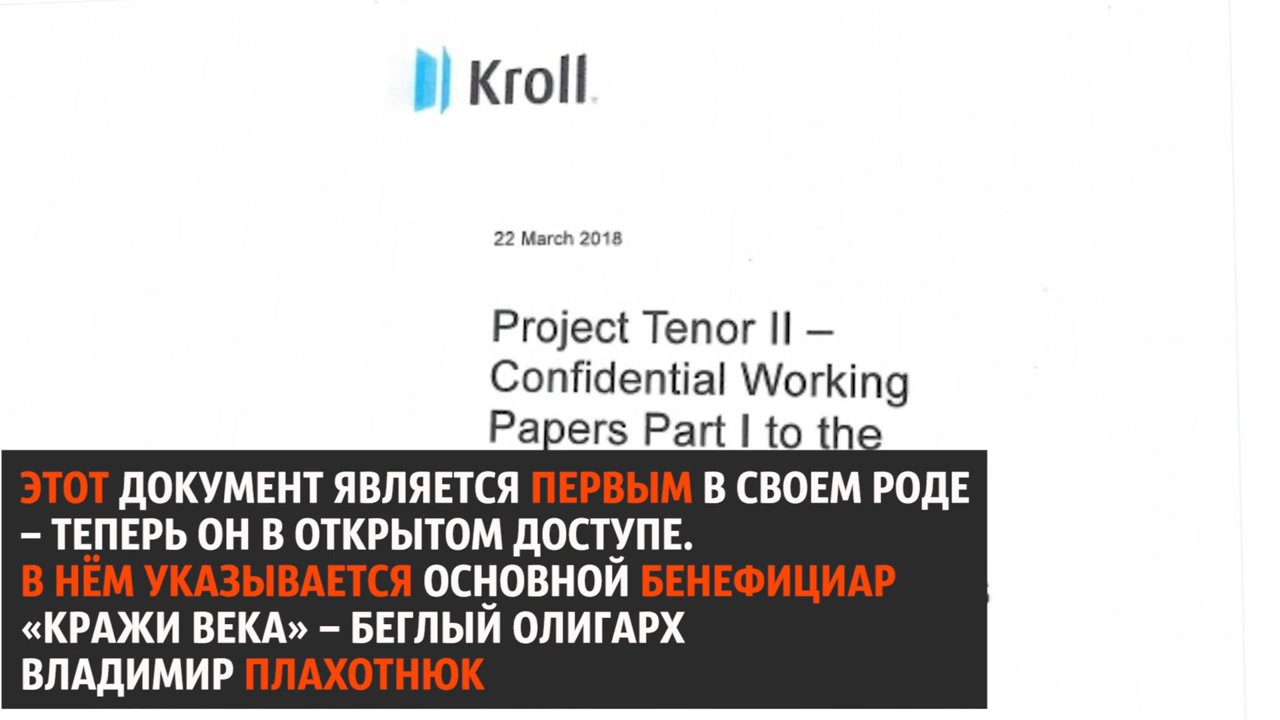 Kroll
22 March 2018
Project Tenor II –
Confidential Working
Papers Part I to the
ЭТОТ ДОКУМЕНТ ЯВЛЯЕТСЯ ПЕРВЫМ В СВОЕМ РОДЕ
– ТЕПЕРЬ ОН В ОТКРЫТОМ ДОСТУПЕ.
В НЁМ УКАЗЫВАЕТСЯ ОСНОВНОЙ БЕНЕФИЦИАР
«КРАЖИ ВЕКА» – БЕГЛЫЙ ОЛИГАРХ
ВЛАДИМИР ПЛАХОТНЮК